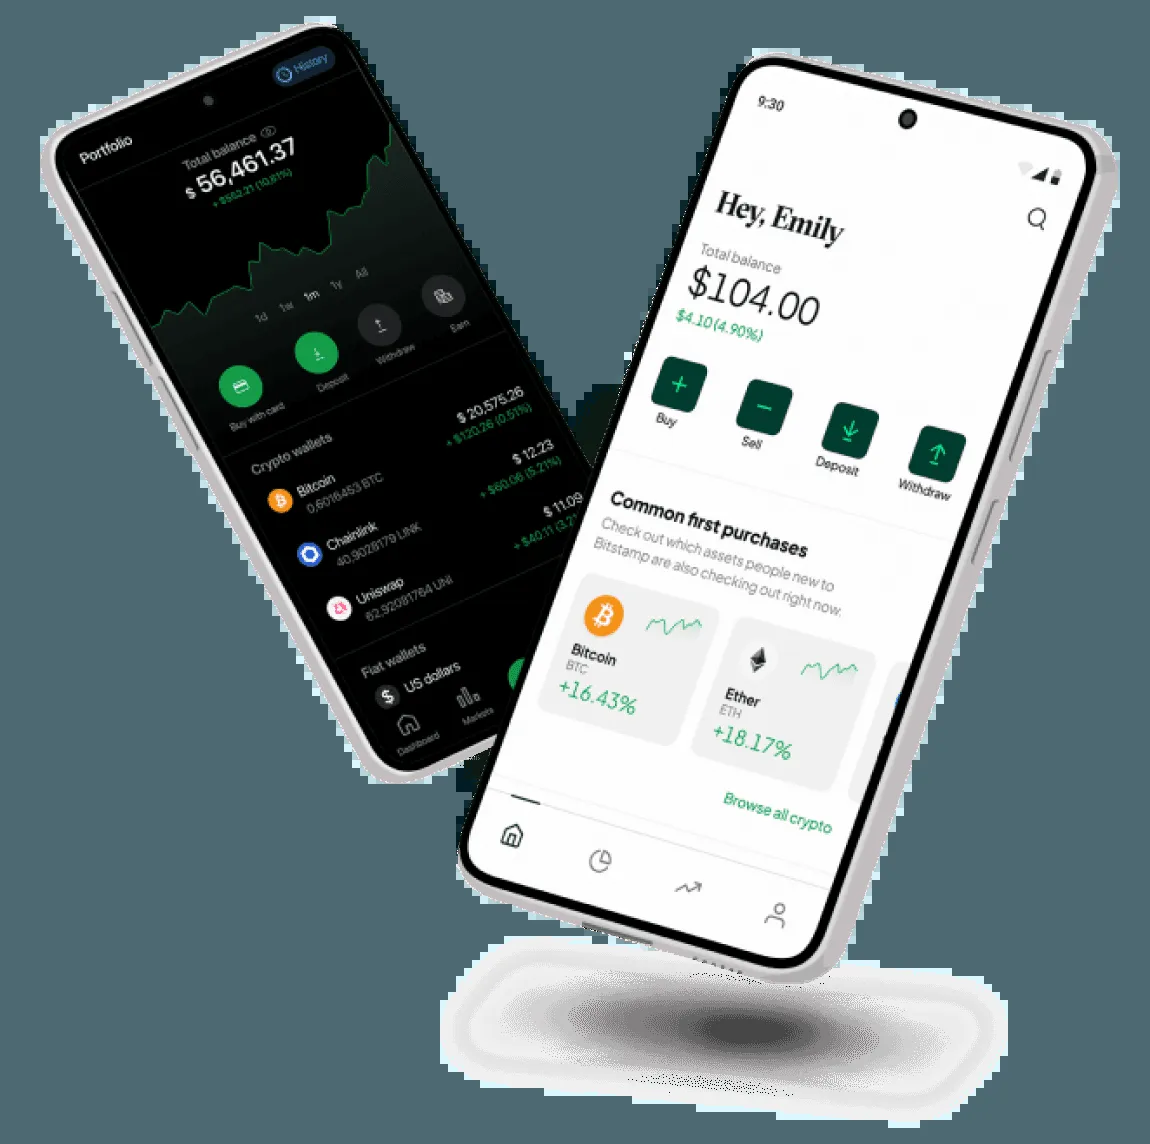 History
Portfolio
Total balance
$ 56,461.37
+ $562.21 (10,81%)
1d 1w 1m 1y All
Buy with card Deposit Withdraw Earn
Crypto wallets
Bitcoin $ 20,575.26
0,6016453 BTC + $120.26 (0.51%)
Chainlink $ 12.23
40,9028179 LINK + $60.06 (5.21%)
Uniswap $ 11.09
62,92081764 UNI + $40.11 (3.2
Fiat wallets
$ US dollars
Dashboard Markets
9:30
Hey, Emily
Total balance
$104.00
$4.10 (4.90%)
Buy Sell Deposit Withdraw
Common first purchases
Check out which assets people new to
Bitstamp are also checking out right now.
Bitcoin
BTC
+16.43%
Ether
ETH
+18.17%
Browse all crypto